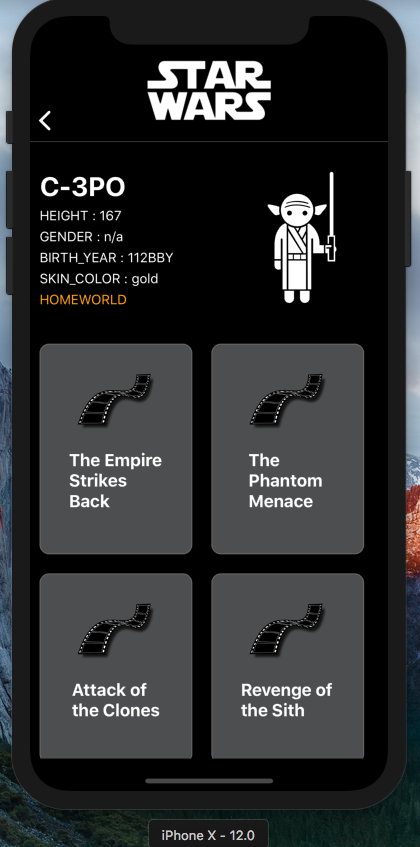 STAR
WARS
C-3PO
HEIGHT : 167
GENDER : n/a
BIRTH_YEAR : 112BBY
SKIN_COLOR : gold
HOMEWORLD
The Empire
Strikes
Back
The
Phantom
Menace
Attack of
the Clones
Revenge of
the Sith
iPhone X - 12.0